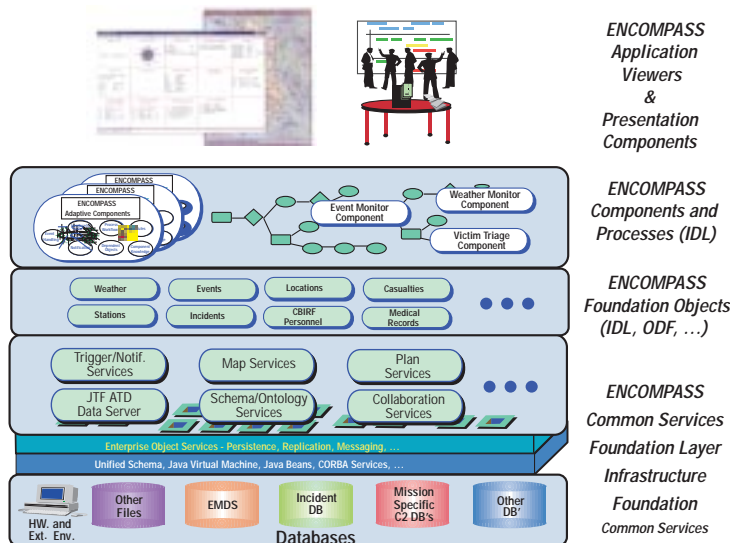 ENCOMPASS
Application
Viewers
&
Presentation
Components
ENCOMPASS
ENCOMPASS
ENCOMPASS
Adaptive Components
Event Monitor
Component
Weather Monitor
Component
Victim Triage
Component
ENCOMPASS
Components and
Processes (IDL)
Weather
Events
Locations
Casualties
Stations
Incidents
CBIRF
Personnel
Medical
Records
ENCOMPASS
Foundation Objects
(IDL, ODF, …)
Trigger/Notif.
Services
Map Services
Plan
Services
JTF ATD
Data Server
Schema/Ontology
Services
Collaboration
Services
Enterprise Object Services - Persistence, Replication, Messaging, …
Unified Schema, Java Virtual Machine, Java Beans, CORBA Services, …
ENCOMPASS
Common Services
Foundation Layer
Infrastructure
Foundation
Common Services
HW. and
Ext. Env.
Other
Files
EMDS
Incident
DB
Mission
Specific
C2 DB's
Other
DB'
Databases